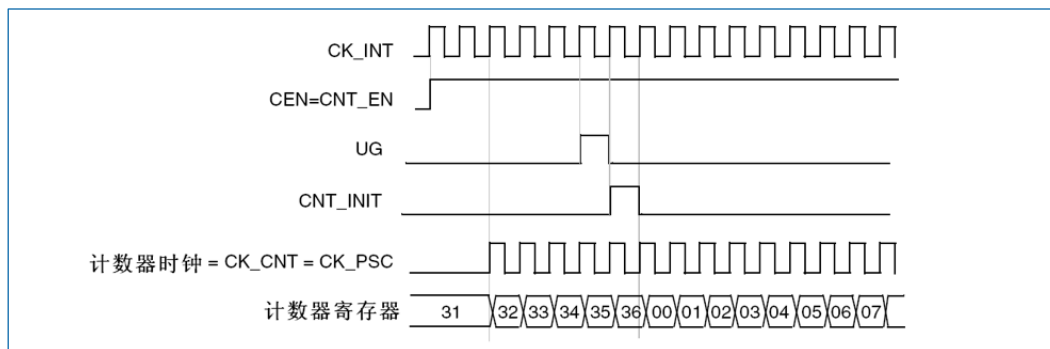 CK_INT
CEN=CNT_EN
UG
CNT_INIT
计数器时钟 = CK_CNT = CK_PSC
计数器寄存器 31 32 33 34 35 36 00 01 02 03 04 05 06 07